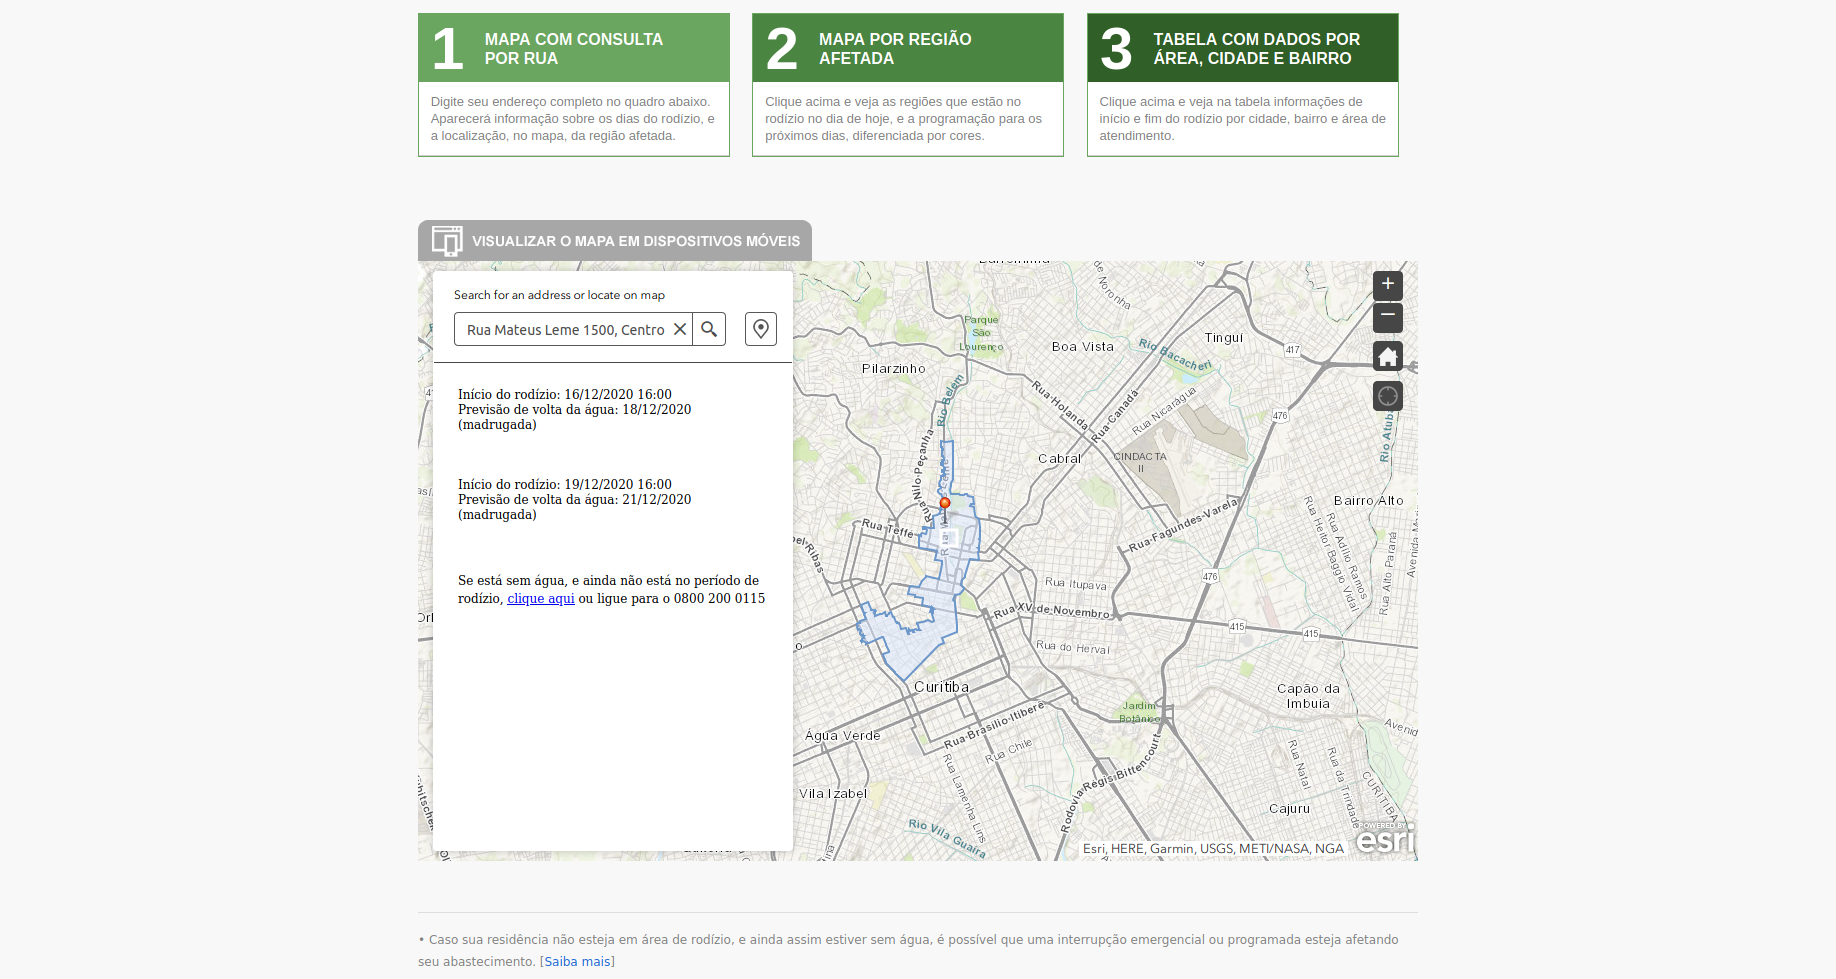 1 MAPA COM CONSULTA
POR RUA
Digite seu endereço completo no quadro abaixo.
Aparecerá informação sobre os dias do rodízio, e
a localização, no mapa, da região afetada.
2 MAPA POR REGIÃO
AFETADA
Clique acima e veja as regiões que estão no
rodízio no dia de hoje, e a programação para os
próximos dias, diferenciada por cores.
3 TABELA COM DADOS POR
ÁREA, CIDADE E BAIRRO
Clique acima e veja na tabela informações de
início e fim do rodízio por cidade, bairro e área de
atendimento.
VISUALIZAR O MAPA EM DISPOSITIVOS MÓVEIS
Search for an address or locate on map
Rua Mateus Leme 1500, Centro
Início do rodízio: 16/12/2020 16:00
Previsão de volta da água: 18/12/2020
(madrugada)
Início do rodízio: 19/12/2020 16:00
Previsão de volta da água: 21/12/2020
(madrugada)
Se está sem água, e ainda não está no período de
rodízio, clique aqui ou ligue para o 0800 200 0115
de Noronha
Parque
São
Lourenço
Boa Vista
Rio Bacacheri
Tingui
417
Pilarzinho
Rio Belém
Rua Holanda
Rua Canadá
Rua Nicarágua
476
Rua Nilo Peçanha
Cabral
CINDACTA
II
Bairro Alto
Rua Teffe
Rua Fagundes Varela
Rua Heitor Baggio Vidal
Rua Adílio Ramos
Rua Alto Paraná
476
Rua Itupava
Rua XV de Novembro
415
415
Rua do Herval
Curitiba
Capão da
Imbuia
Jardim
Botânico
Água Verde
Rua Brasílio Itiberê
Rua Chile
Rua Lamenha Lins
Rodovia Régis Bittencourt
Rua Natal
Rua da Trindade
CURITIBA
Vila Izabel
Cajuru
Rio Vila Guaíra
POWERED BY
esri
Esri, HERE, Garmin, USGS, METI/NASA, NGA
• Caso sua residência não esteja em área de rodízio, e ainda assim estiver sem água, é possível que uma interrupção emergencial ou programada esteja afetando
seu abastecimento. [Saiba mais]